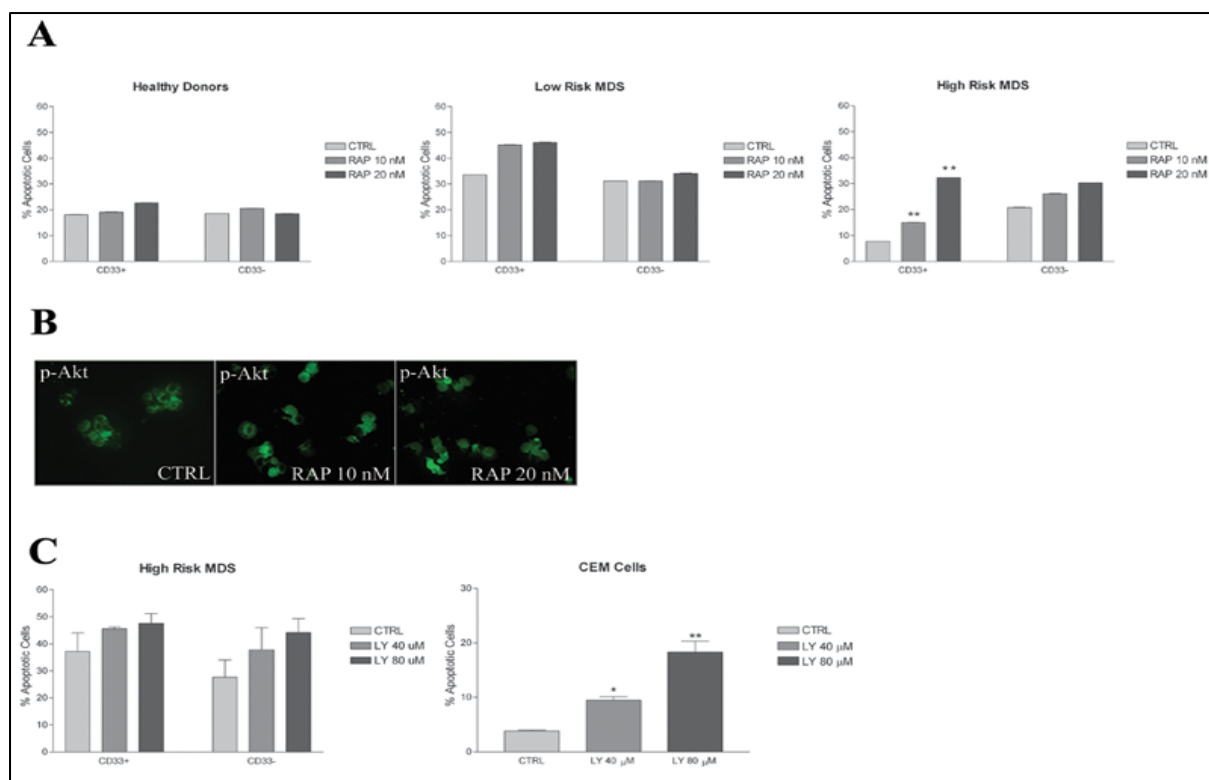 A
Healthy Donors
% Apoptotic Cells
60
50
40
30
20
10
0
CD33+ CD33-
CTRL
RAP 10 nM
RAP 20 nM
Low Risk MDS
% Apoptotic Cells
60
50
40
30
20
10
0
CD33+ CD33-
CTRL
RAP 10 nM
RAP 20 nM
High Risk MDS
% Apoptotic Cells
60
50
40
30
20
10
0
**
**
CD33+ CD33-
CTRL
RAP 10 nM
RAP 20 nM
B
p-Akt
CTRL
p-Akt
RAP 10 nM
p-Akt
RAP 20 nM
C
High Risk MDS
% Apoptotic Cells
60
50
40
30
20
10
0
CD33+ CD33-
CTRL
LY 40 uM
LY 80 uM
CEM Cells
% Apoptotic Cells
30
20
10
0
*
**
CTRL LY 40 µM LY 80 µM
CTRL
LY 40 µM
LY 80 µM